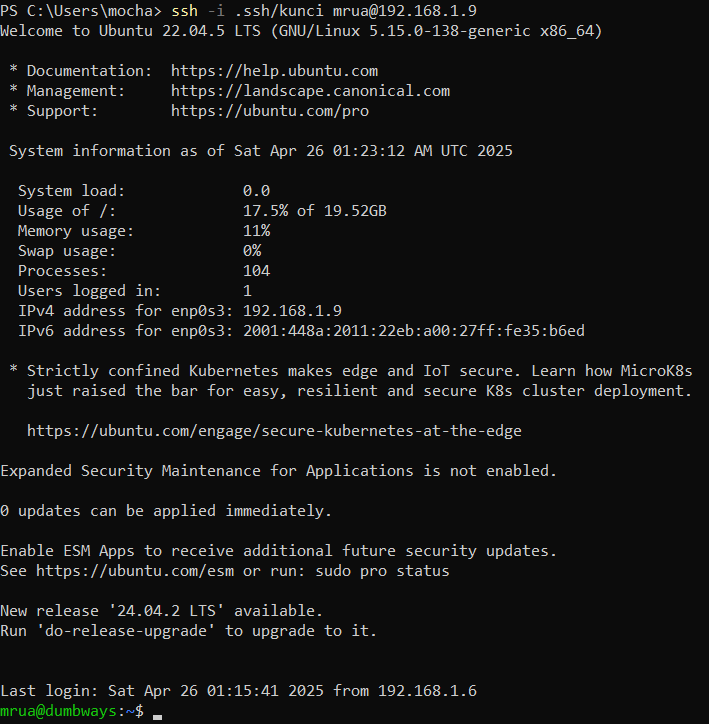 PS C:\Users\mocha> ssh -i .ssh/kunci mrua@192.168.1.9
Welcome to Ubuntu 22.04.5 LTS (GNU/Linux 5.15.0-138-generic x86_64)
* Documentation:  https://help.ubuntu.com
* Management:     https://landscape.canonical.com
* Support:        https://ubuntu.com/pro
System information as of Sat Apr 26 01:23:12 AM UTC 2025
System load:             0.0
Usage of /:              17.5% of 19.52GB
Memory usage:            11%
Swap usage:              0%
Processes:               104
Users logged in:         1
IPv4 address for enp0s3: 192.168.1.9
IPv6 address for enp0s3: 2001:448a:2011:22eb:a00:27ff:fe35:b6ed
* Strictly confined Kubernetes makes edge and IoT secure. Learn how MicroK8s
just raised the bar for easy, resilient and secure K8s cluster deployment.
https://ubuntu.com/engage/secure-kubernetes-at-the-edge
Expanded Security Maintenance for Applications is not enabled.
0 updates can be applied immediately.
Enable ESM Apps to receive additional future security updates.
See https://ubuntu.com/esm or run: sudo pro status
New release '24.04.2 LTS' available.
Run 'do-release-upgrade' to upgrade to it.
Last login: Sat Apr 26 01:15:41 2025 from 192.168.1.6
mrua@dumbways:~$